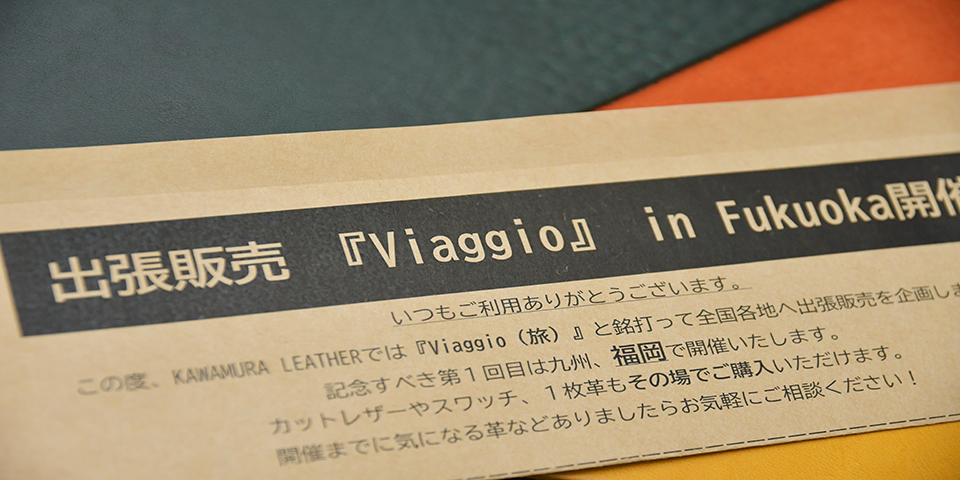 出張販売 『Viaggio』 in Fukuoka開催
いつもご利用ありがとうございます。
この度、KAWAMURA LEATHERでは『Viaggio（旅）』と銘打って全国各地へ出張販売を企画しま
記念すべき第１回目は九州、福岡で開催いたします。
カットレザーやスワッチ、１枚革もその場でご購入いただけます。
開催までに気になる革などありましたらお気軽にご相談ください！